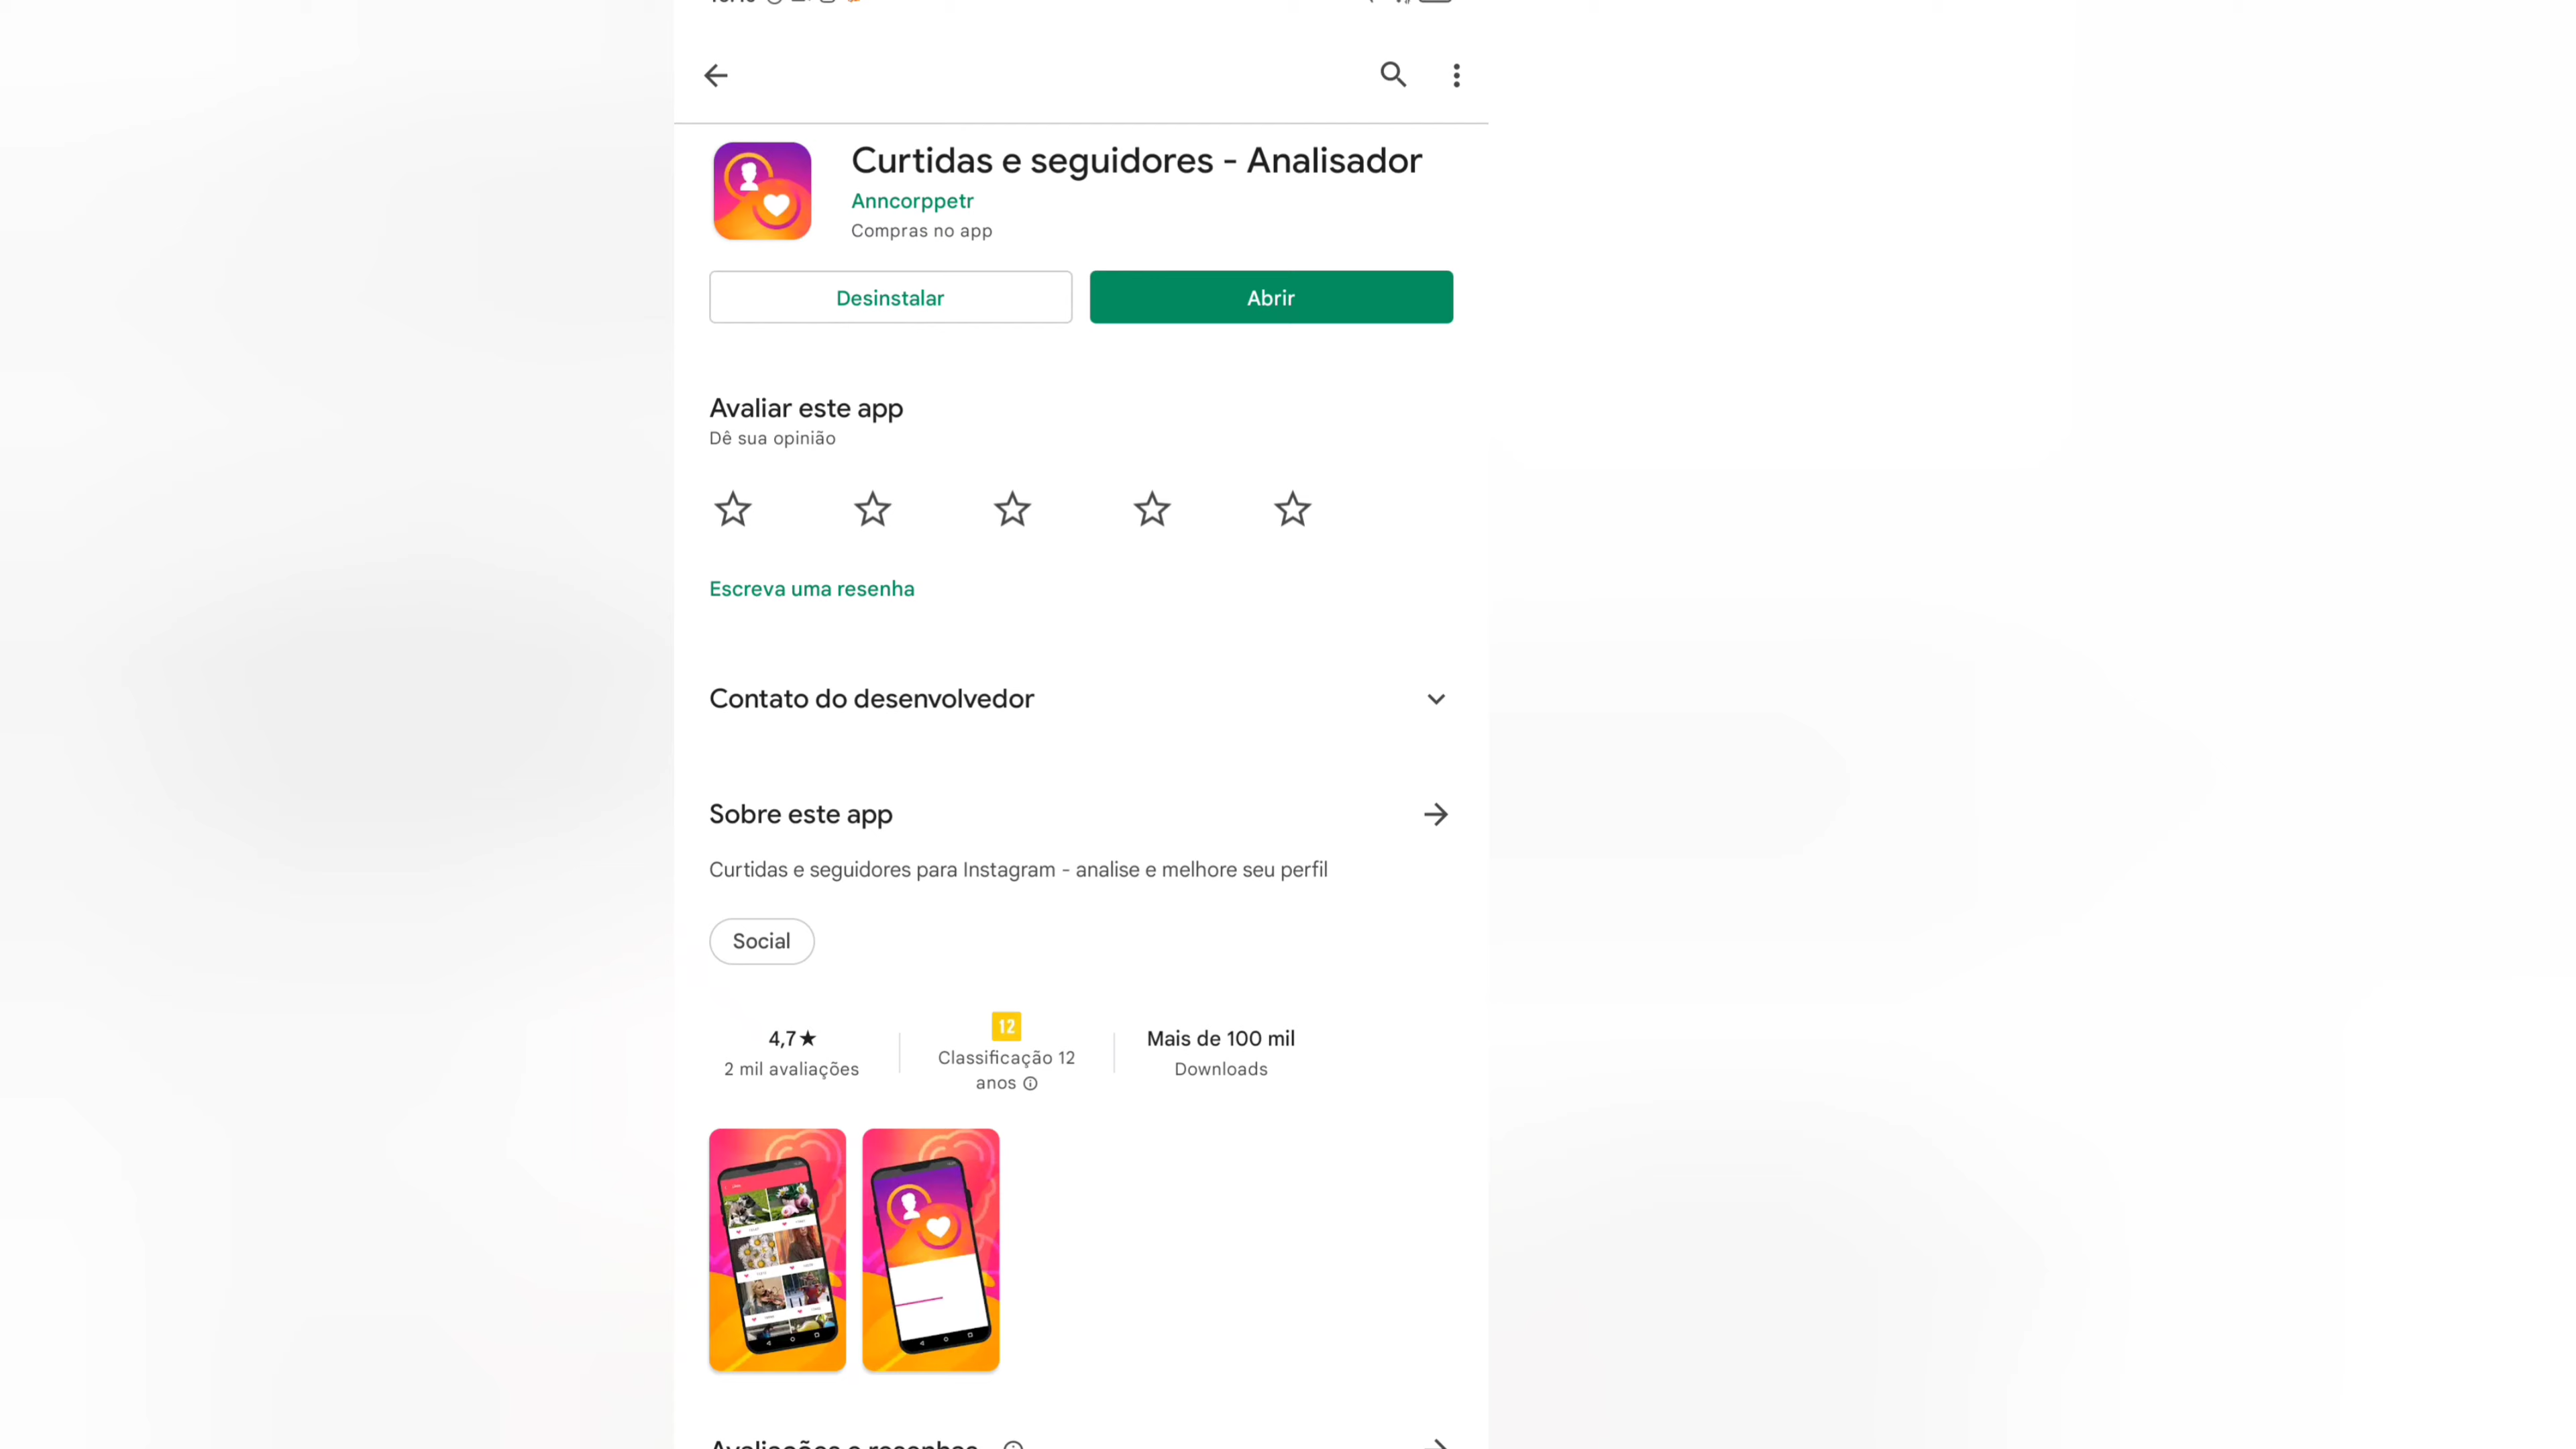 Curtidas e seguidores - Analisador
Anncorppetr
Compras no app
Desinstalar
Abrir
Avaliar este app
Dê sua opinião
Escreva uma resenha
Contato do desenvolvedor
Sobre este app
Curtidas e seguidores para Instagram - analise e melhore seu perfil
Social
4,7★
2 mil avaliações
12
Classificação 12
anos
Mais de 100 mil
Downloads
Avaliações e resenhas